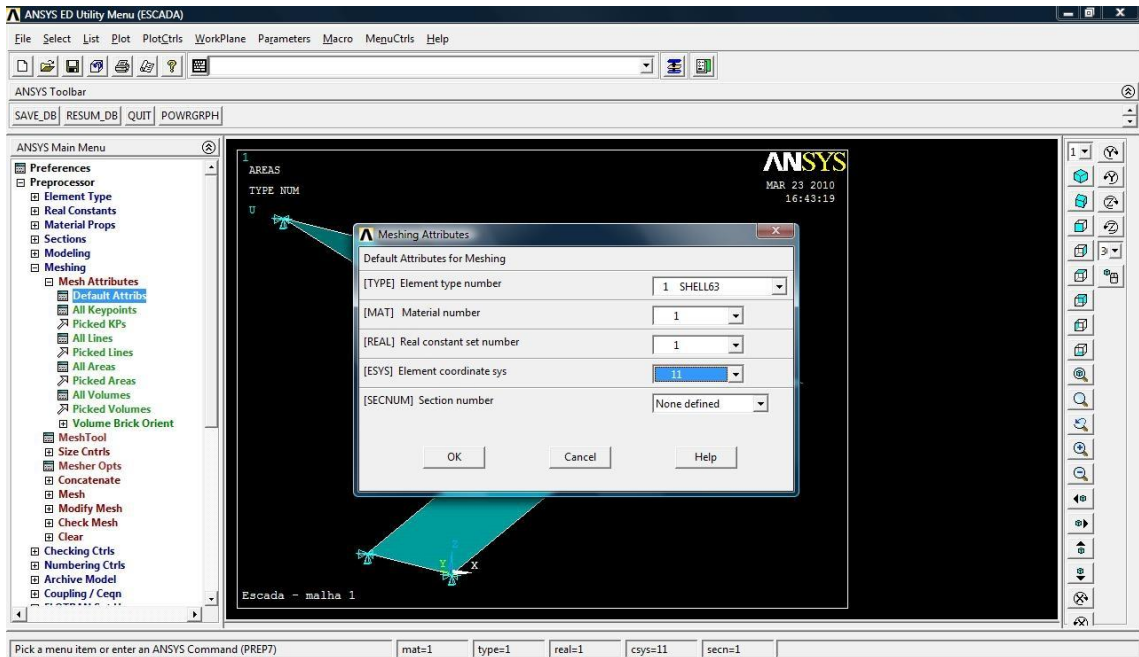 ANSYS ED Utility Menu (ESCADA)
File Select List Plot PlotCtrls WorkPlane Parameters Macro MenuCtrls Help
ANSYS Toolbar
SAVE_DB RESUM_DB QUIT POWRGRPH
ANSYS Main Menu
Preferences
Preprocessor
Element Type
Real Constants
Material Props
Sections
Modeling
Meshing
Mesh Attributes
Default Attribs
All Keypoints
Picked KPs
All Lines
Picked Lines
All Areas
Picked Areas
All Volumes
Picked Volumes
Volume Brick Orient
MeshTool
Size Cntrls
Mesher Opts
Concatenate
Mesh
Modify Mesh
Check Mesh
Clear
Checking Ctrls
Numbering Ctrls
Archive Model
Coupling / Ceqn
1
AREAS
TYPE NUM
U
ANSYS
MAR 23 2010
16:43:19
Meshing Attributes
Default Attributes for Meshing
[TYPE] Element type number 1 SHELL63
[MAT] Material number 1
[REAL] Real constant set number 1
[ESYS] Element coordinate sys 11
[SECNUM] Section number None defined
OK Cancel Help
Z
Y X
Escada - malha 1
1
Pick a menu item or enter an ANSYS Command (PREP7) mat=1 type=1 real=1 csys=11 secn=1